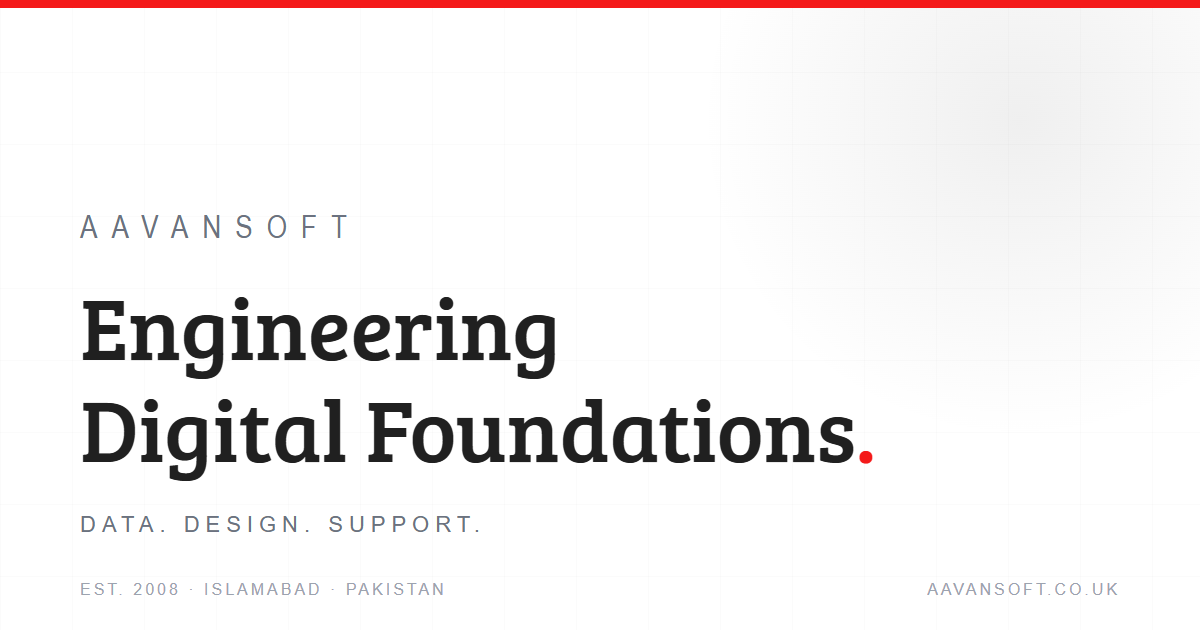 AAVANSOFT
Engineering
Digital Foundations.
DATA. DESIGN. SUPPORT.
EST. 2008 · ISLAMABAD · PAKISTAN
AAVANSOFT.CO.UK